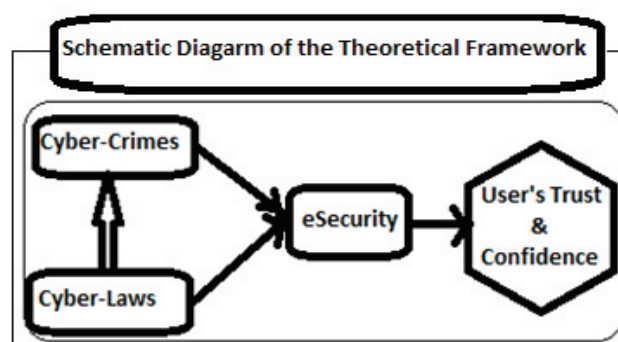 Schematic Diagarm of the Theoretical Framework
Cyber-Crimes
eSecurity
User's Trust
&
Confidence
Cyber-Laws